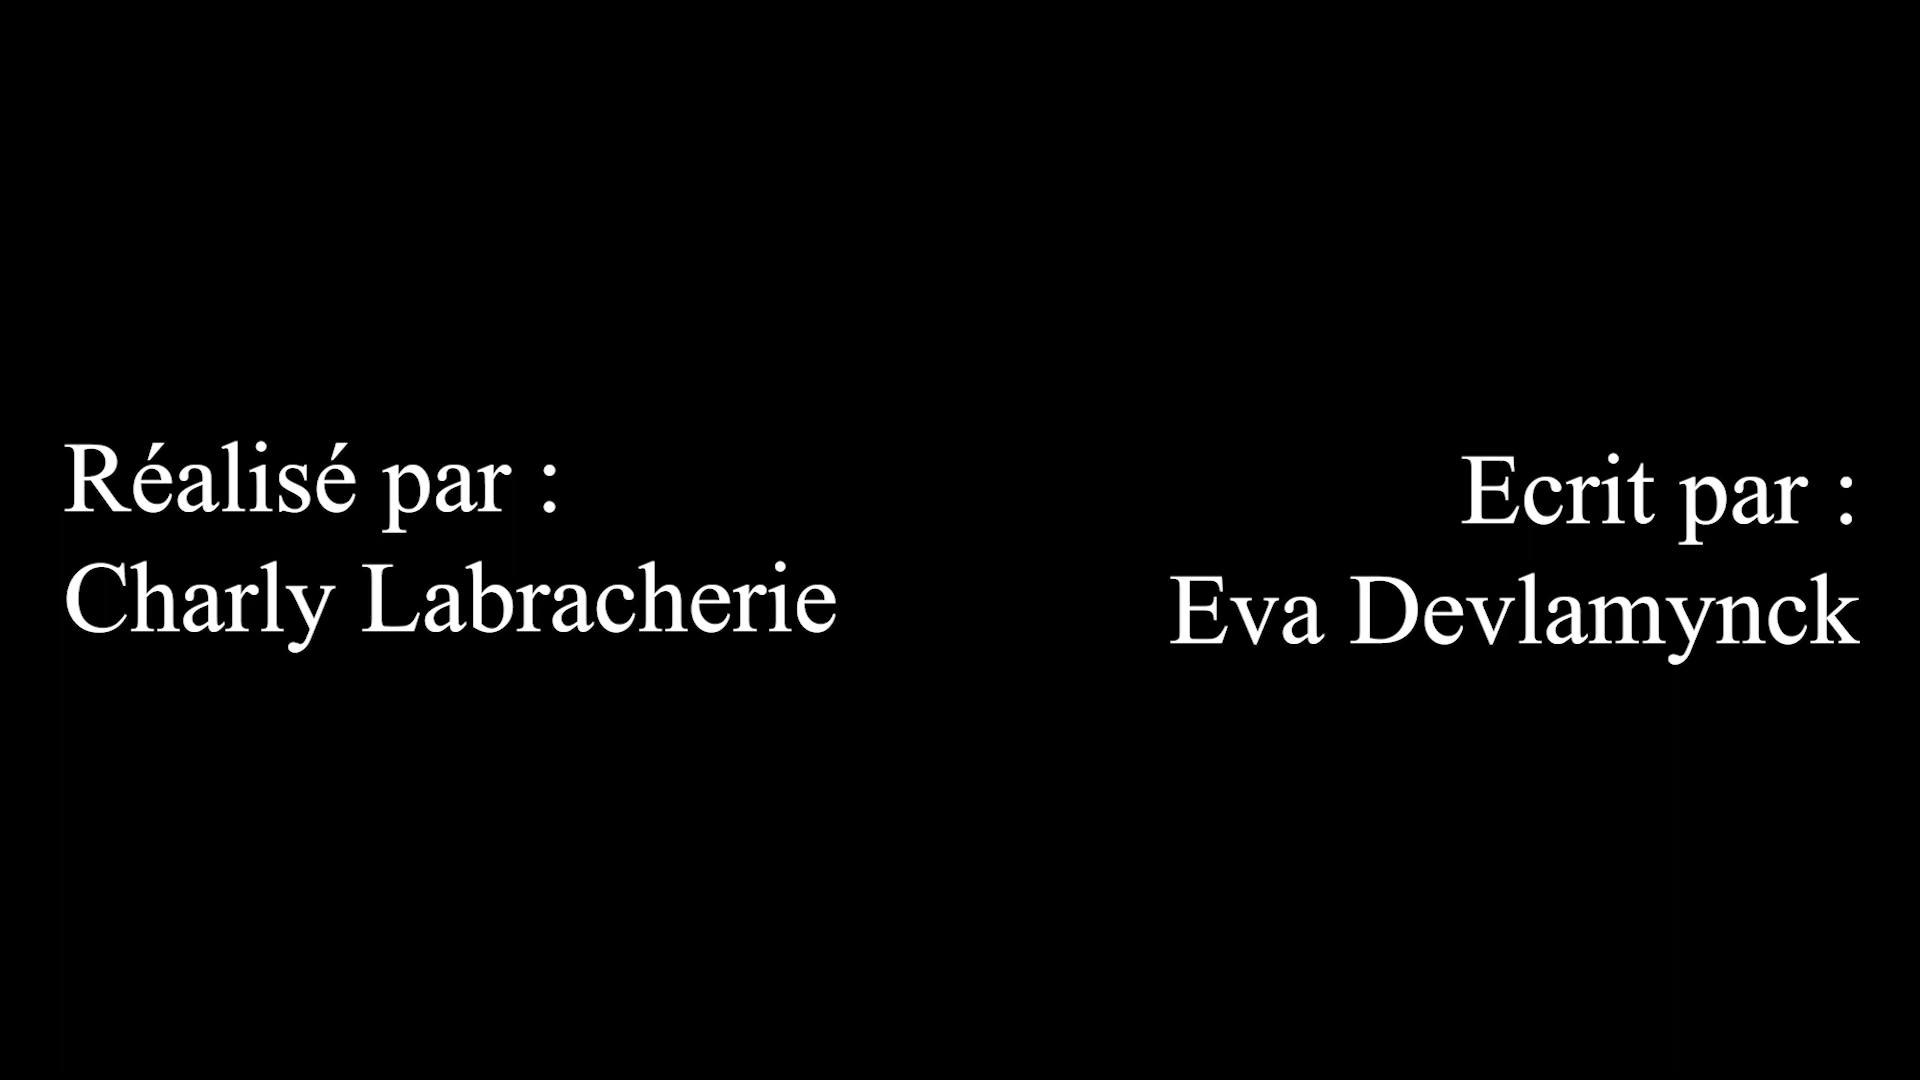 Réalisé par :
Charly Labracherie
Ecrit par :
Eva Devlamynck